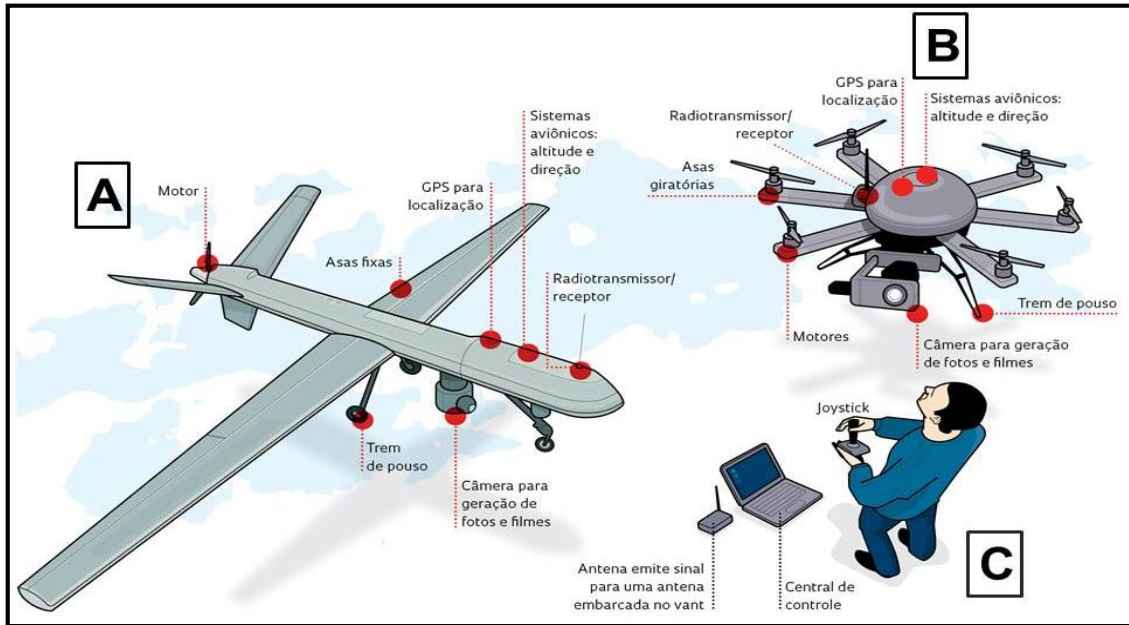 A
Motor
Asas fixas
GPS para
localização
Sistemas
aviônicos:
altitude e
direção
Radiotransmissor/
receptor
Trem
de pouso
Câmera para
geração de
fotos e filmes
B
GPS para
localização
Sistemas aviônicos:
altitude e direção
Radiotransmissor/
receptor
Asas
giratórias
Motores
Trem de pouso
Câmera para geração
de fotos e filmes
Joystick
C
Antena emite sinal
para uma antena
embarcada no vant
Central de
controle